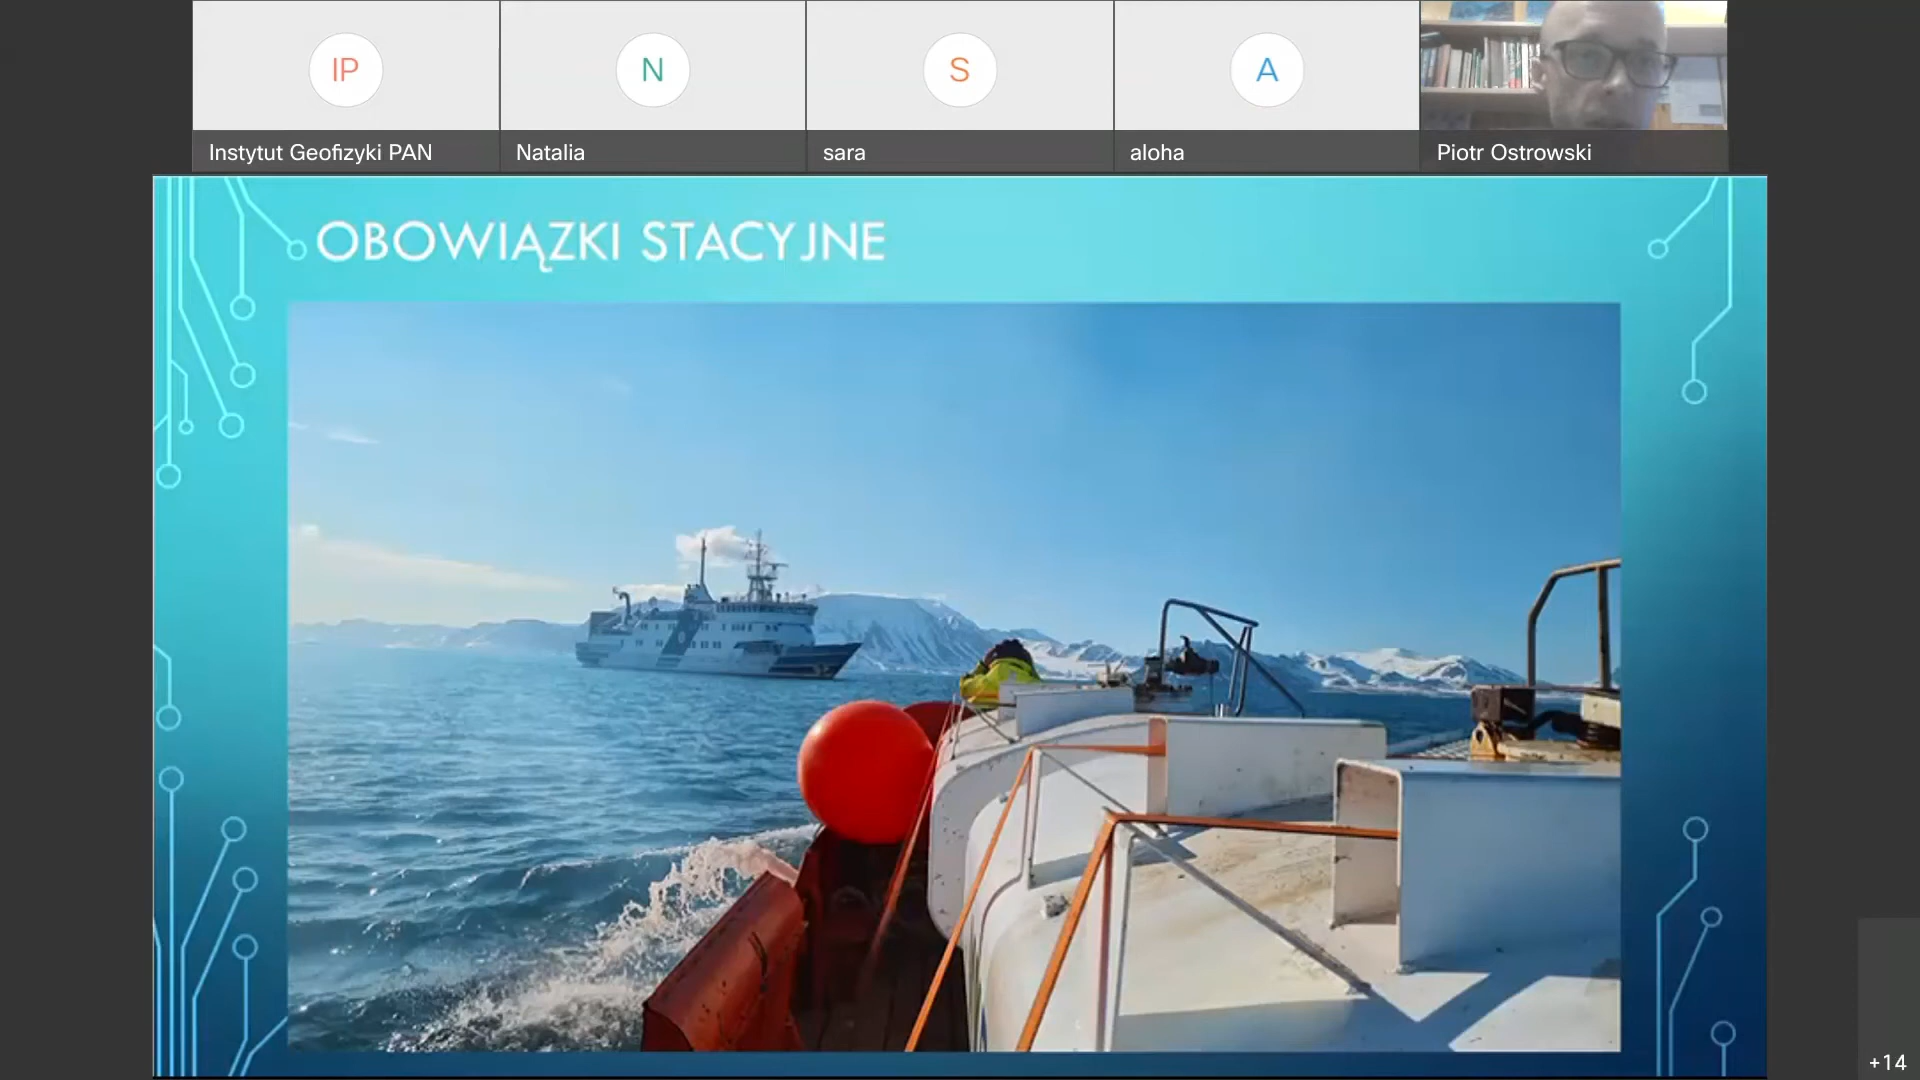 IP
N
S
A
Instytut Geofizyki PAN
Natalia
sara
aloha
Piotr Ostrowski
OBOWIĄZKI STACYJNE
+14